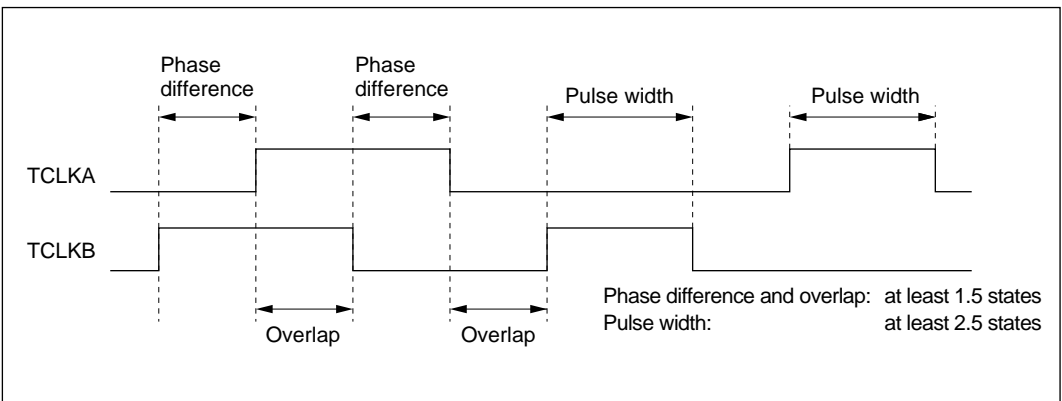 Phase
difference
Phase
difference
Pulse width
Pulse width
TCLKA
TCLKB
Phase difference and overlap: at least 1.5 states
Pulse width: at least 2.5 states
Overlap
Overlap